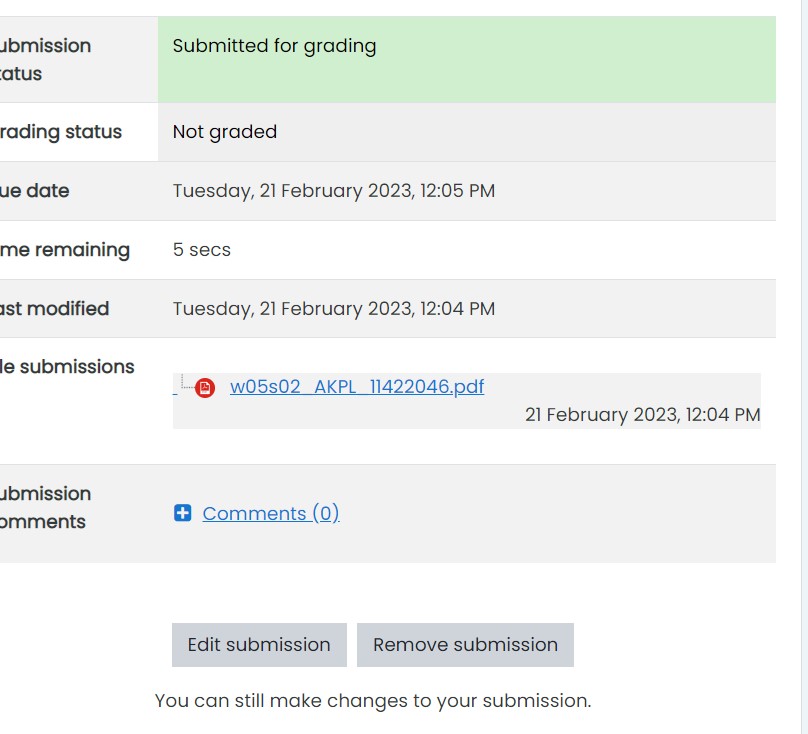 ubmission
tatus
Submitted for grading
rading status
Not graded
ue date
Tuesday, 21 February 2023, 12:05 PM
me remaining
5 secs
ast modified
Tuesday, 21 February 2023, 12:04 PM
le submissions
w05s02_AKPL_11422046.pdf
21 February 2023, 12:04 PM
ubmission
omments
Comments (0)
Edit submission
Remove submission
You can still make changes to your submission.